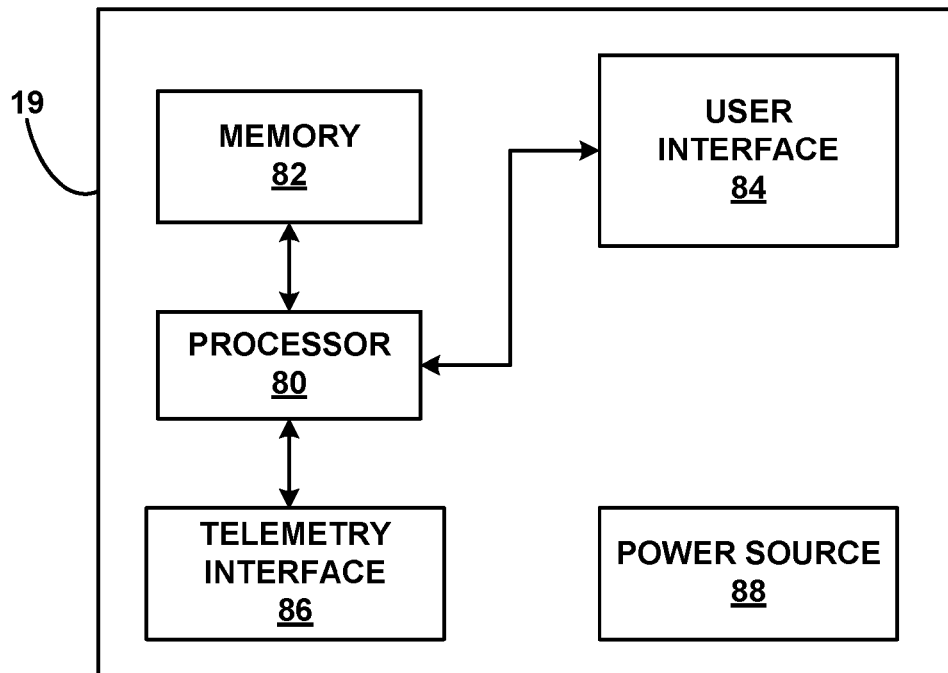 19
MEMORY
82
USER
INTERFACE
84
PROCESSOR
80
TELEMETRY
INTERFACE
86
POWER SOURCE
88